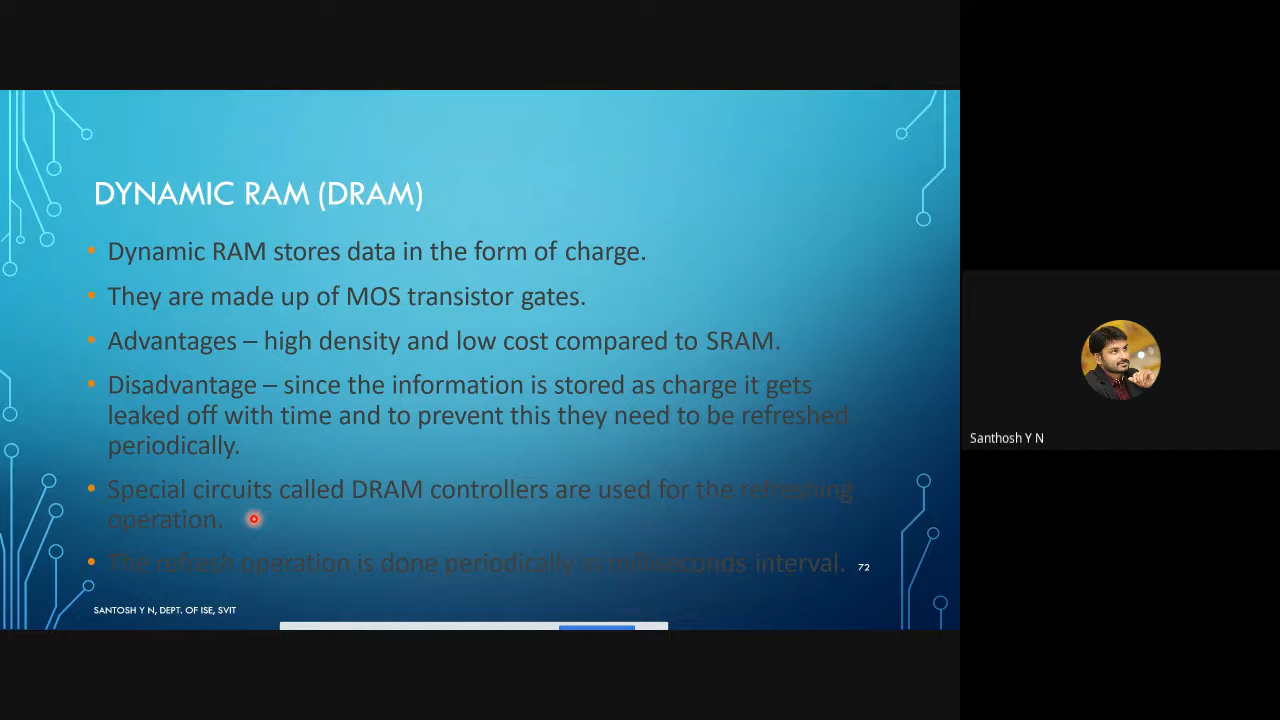 DYNAMIC RAM (DRAM)
• Dynamic RAM stores data in the form of charge.
• They are made up of MOS transistor gates.
• Advantages – high density and low cost compared to SRAM.
• Disadvantage – since the information is stored as charge it gets
leaked off with time and to prevent this they need to be refreshed
periodically.
• Special circuits called DRAM controllers are used for the refreshing
operation.
• The refresh operation is done periodically in milliseconds interval.
72
SANTOSH Y N, DEPT. OF ISE, SVIT
Santhosh Y N